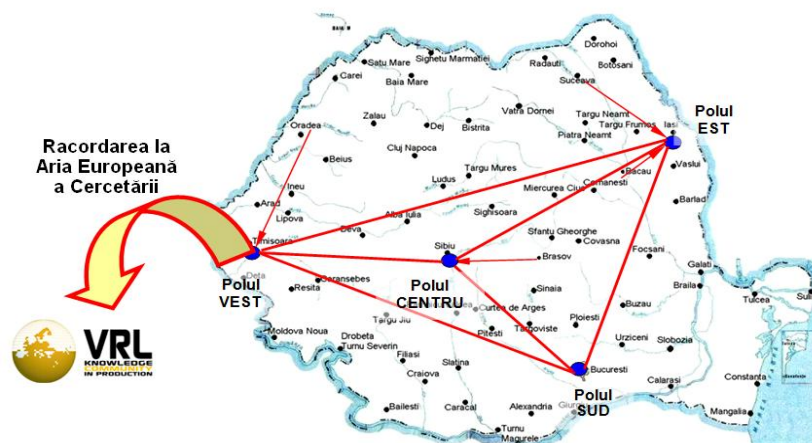 Racordarea la
Aria Europeană
a Cercetării
VRL
KNOWLEDGE
COMMUNITY
IN PRODUCTION
Polul
EST
Polul
VEST
Polul
CENTRU
Polul
SUD
Dorohoi
Botosani
Radauti
Suceava
Sighetu Marmatiei
Satu Mare
Carei
Baia Mare
Vatra Dornei
Targu Neamt
Targu Frumos
Iasi
Piatra Neamt
Oradea
Zalau
Dej
Bistrita
Cluj Napoca
Beius
Vaslui
Bacau
Comanesti
Targu Mures
Ludus
Miercurea Ciuc
Barlad
Ineu
Arad
Lipova
Alba Iulia
Sighisoara
Deva
Sfantu Gheorghe
Covasna
Timisoara
Sibiu
Brasov
Focsani
Galati
Deta
Caransebes
Resita
Sinaia
Braila
Tulcea
Curtea de Arges
Buzau
Targu Jiu
Pitesti
Targoviste
Ploiesti
Moldova Noua
Drobeta
Turnu Severin
Urziceni
Slobozia
Filiasi
Slatina
Bucuresti
Craiova
Calarasi
Constanta
Bailesti
Caracal
Alexandria
Mangalia
Turnu
Magurele